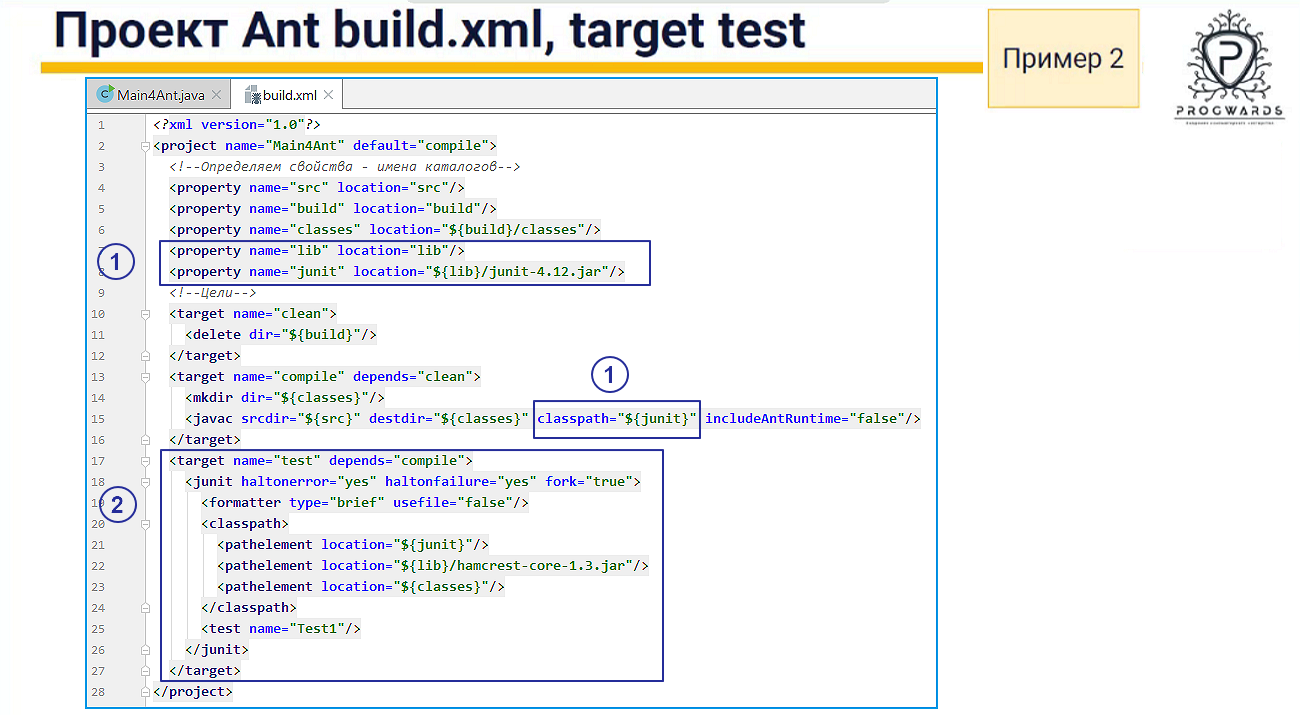 Проект Ant build.xml, target test
Пример 2
PROGWARDS
Main4Ant.java
build.xml
1 <?xml version="1.0"?>
2 <project name="Main4Ant" default="compile">
3 <!--Определяем свойства - имена каталогов-->
4 <property name="src" location="src"/>
5 <property name="build" location="build"/>
6 <property name="classes" location="${build}/classes"/>
7 <property name="lib" location="lib"/>
1
8 <property name="junit" location="${lib}/junit-4.12.jar"/>
9 <!--Цели-->
10 <target name="clean">
11 <delete dir="${build}"/>
12 </target>
13 <target name="compile" depends="clean">
1
14 <mkdir dir="${classes}"/>
15 <javac srcdir="${src}" destdir="${classes}" classpath="${junit}" includeAntRuntime="false"/>
16 </target>
17 <target name="test" depends="compile">
18 <junit haltonerror="yes" haltonfailure="yes" fork="true">
19 <formatter type="brief" usefile="false"/>
2
20 <classpath>
21 <pathelement location="${junit}"/>
22 <pathelement location="${lib}/hamcrest-core-1.3.jar"/>
23 <pathelement location="${classes}"/>
24 </classpath>
25 <test name="Test1"/>
26 </junit>
27 </target>
28 </project>